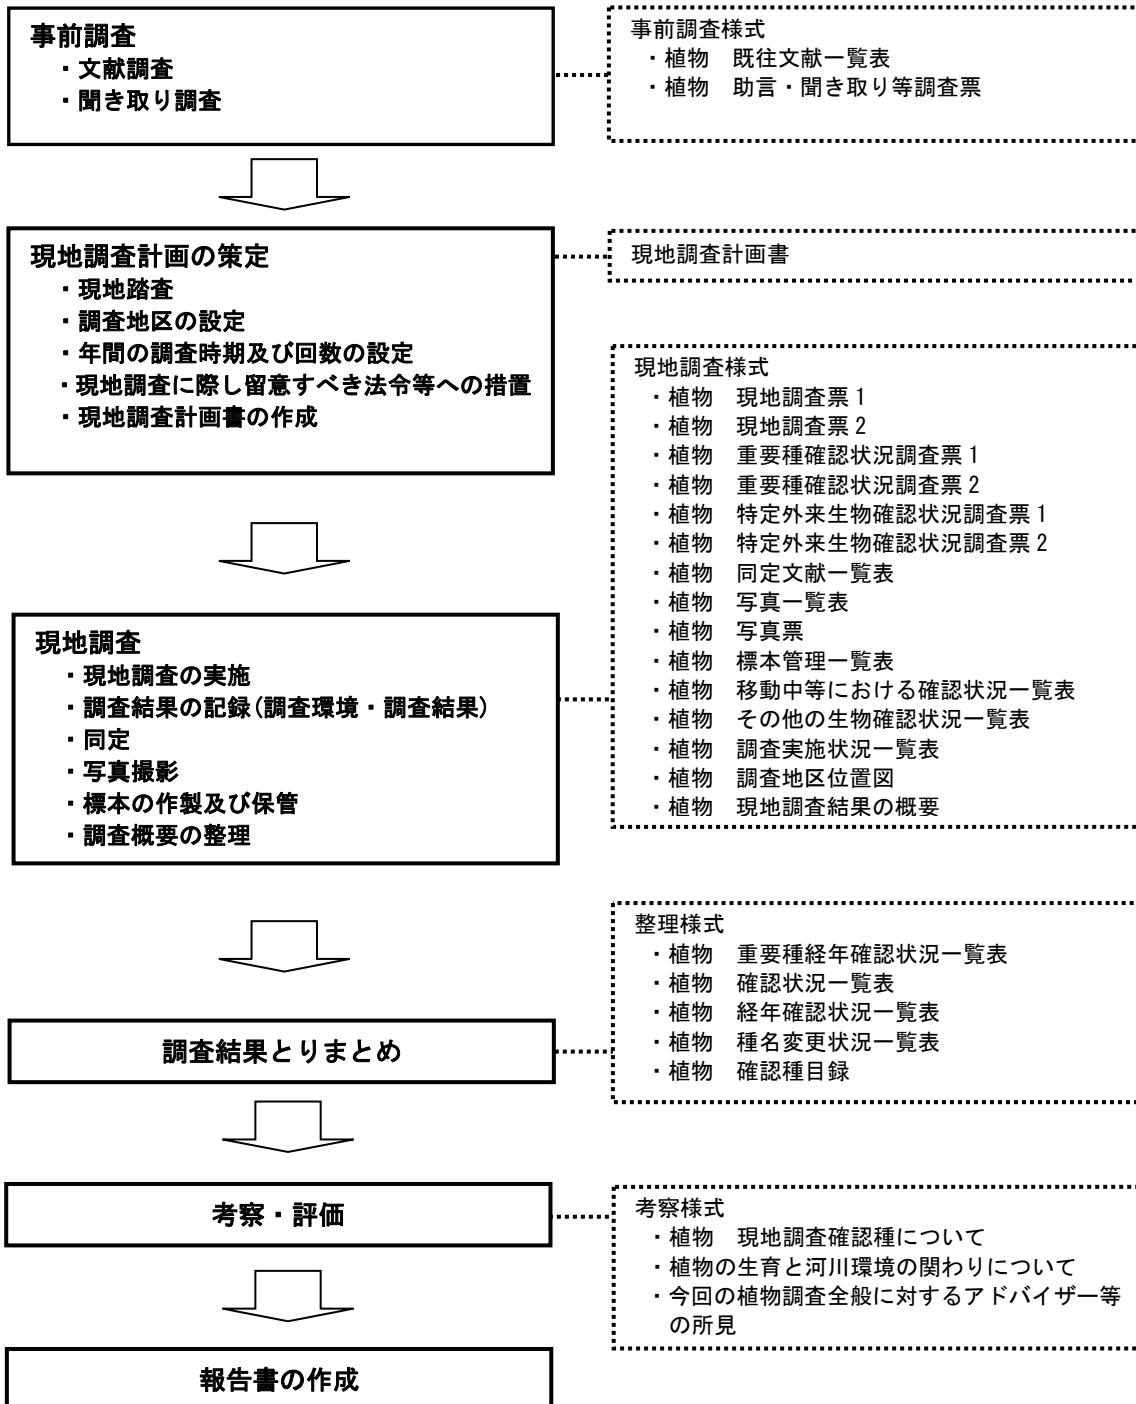 事前調査
・文献調査
・聞き取り調査
事前調査様式
・植物　既往文献一覧表
・植物　助言・聞き取り等調査票
現地調査計画の策定
・現地踏査
・調査地区の設定
・年間の調査時期及び回数の設定
・現地調査に際し留意すべき法令等への措置
・現地調査計画書の作成
現地調査計画書
現地調査
・現地調査の実施
・調査結果の記録(調査環境・調査結果)
・同定
・写真撮影
・標本の作製及び保管
・調査概要の整理
現地調査様式
・植物　現地調査票1
・植物　現地調査票2
・植物　重要種確認状況調査票1
・植物　重要種確認状況調査票2
・植物　特定外来生物確認状況調査票1
・植物　特定外来生物確認状況調査票2
・植物　同定文献一覧表
・植物　写真一覧表
・植物　写真票
・植物　標本管理一覧表
・植物　移動中等における確認状況一覧表
・植物　その他の生物確認状況一覧表
・植物　調査実施状況一覧表
・植物　調査地区位置図
・植物　現地調査結果の概要
調査結果とりまとめ
整理様式
・植物　重要種経年確認状況一覧表
・植物　確認状況一覧表
・植物　経年確認状況一覧表
・植物　種名変更状況一覧表
・植物　確認種目録
考察・評価
考察様式
・植物　現地調査確認種について
・植物の生育と河川環境の関わりについて
・今回の植物調査全般に対するアドバイザー等
の所見
報告書の作成